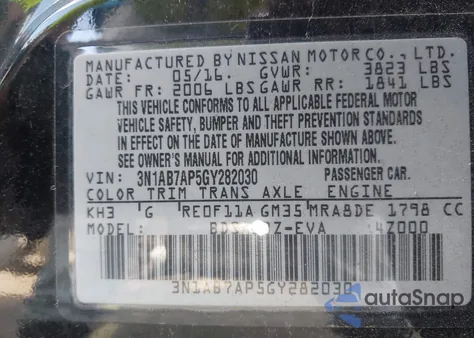 MANUFACTURED BY NISSAN MOTOR CO., LTD.
DATE: 05/16. GVWR: 3823 LBS
GAWR FR: 2006 LBS GAWR RR: 1841 LBS
THIS VEHICLE CONFORMS TO ALL APPLICABLE FEDERAL MOTOR
VEHICLE SAFETY, BUMPER AND THEFT PREVENTION STANDARDS
IN EFFECT ON THE DATE OF MANUFACTURE SHOWN ABOVE.
SEE OWNER'S MANUAL FOR ADDITIONAL INFORMATION.
VIN: 3N1AB7AP5GY282030 PASSENGER CAR.
COLOR TRIM TRANS AXLE ENGINE
KH3 G RE0F11A GM35 MRA8DE 1798 CC
MODEL: 47000
3N1AB7AP5GY282030
autoSnap